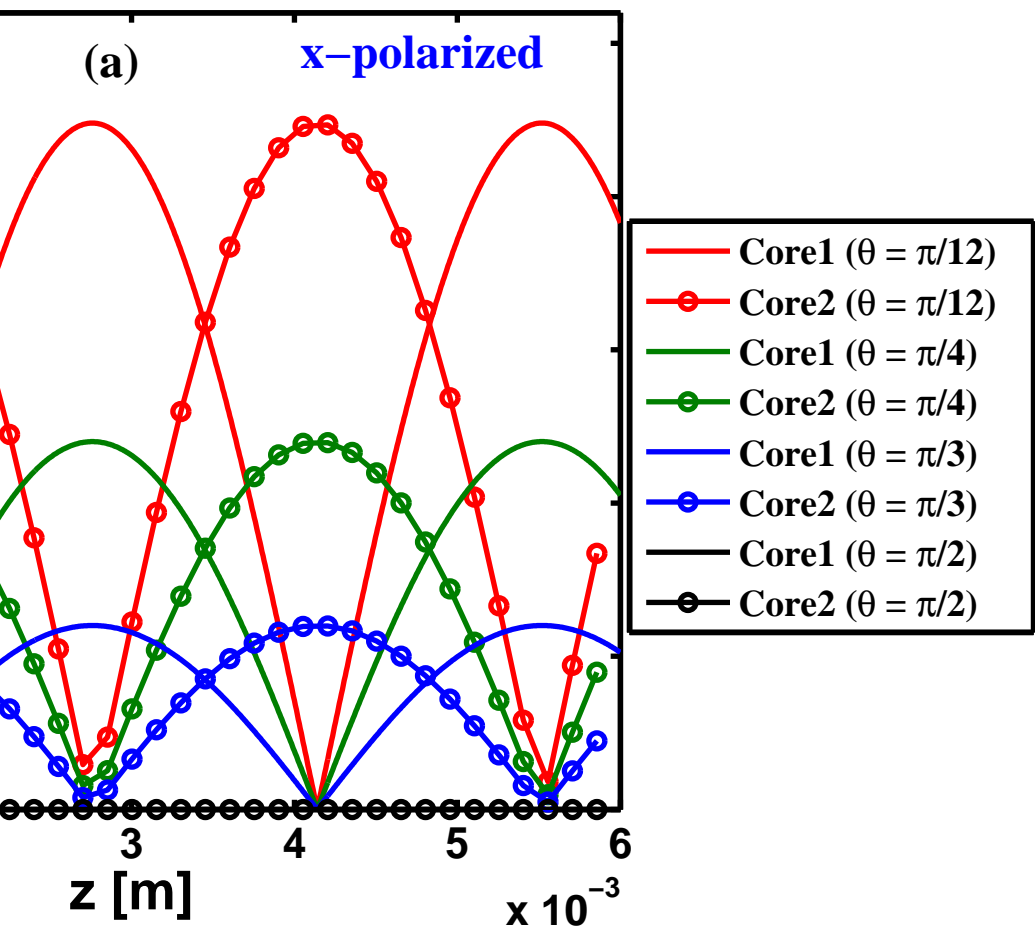 (a)
x−polarized
Core1 (θ = π/12)
Core2 (θ = π/12)
Core1 (θ = π/4)
Core2 (θ = π/4)
Core1 (θ = π/3)
Core2 (θ = π/3)
Core1 (θ = π/2)
Core2 (θ = π/2)
3 4 5 6
z [m]
x 10⁻³